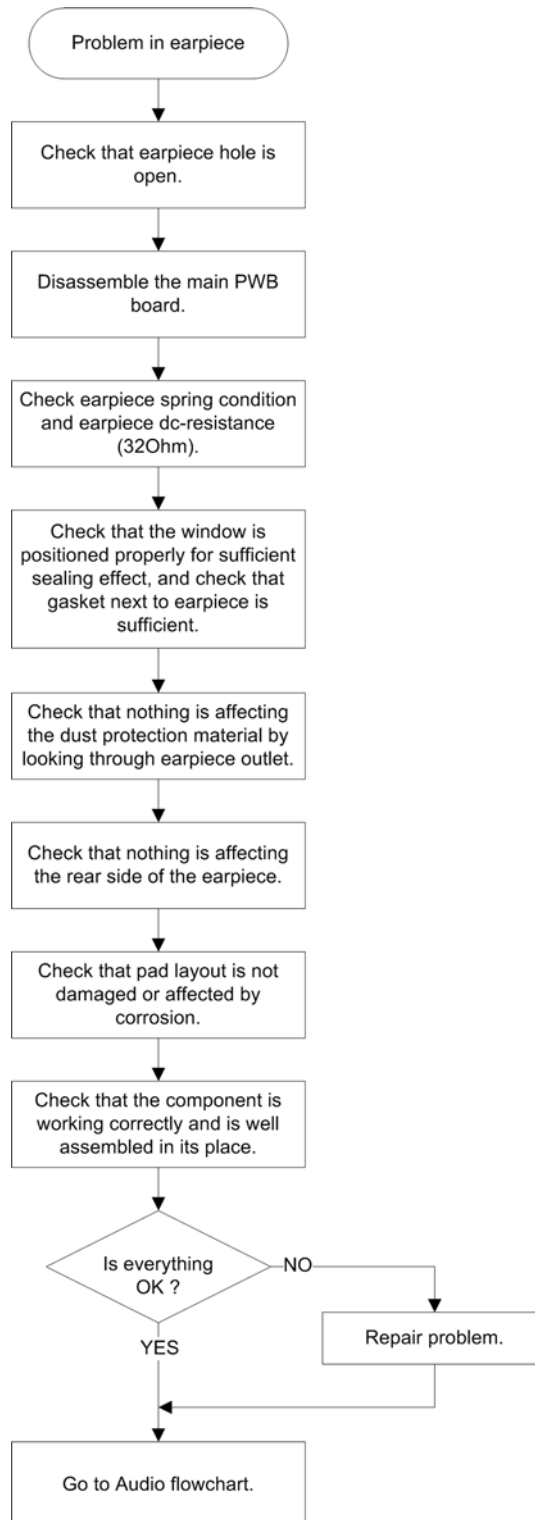 Problem in earpiece
Check that earpiece hole is
open.
Disassemble the main PWB
board.
Check earpiece spring condition
and earpiece dc-resistance
(32Ohm).
Check that the window is
positioned properly for sufficient
sealing effect, and check that
gasket next to earpiece is
sufficient.
Check that nothing is affecting
the dust protection material by
looking through earpiece outlet.
Check that nothing is affecting
the rear side of the earpiece.
Check that pad layout is not
damaged or affected by
corrosion.
Check that the component is
working correctly and is well
assembled in its place.
Is everything
OK ?
NO
Repair problem.
YES
Go to Audio flowchart.